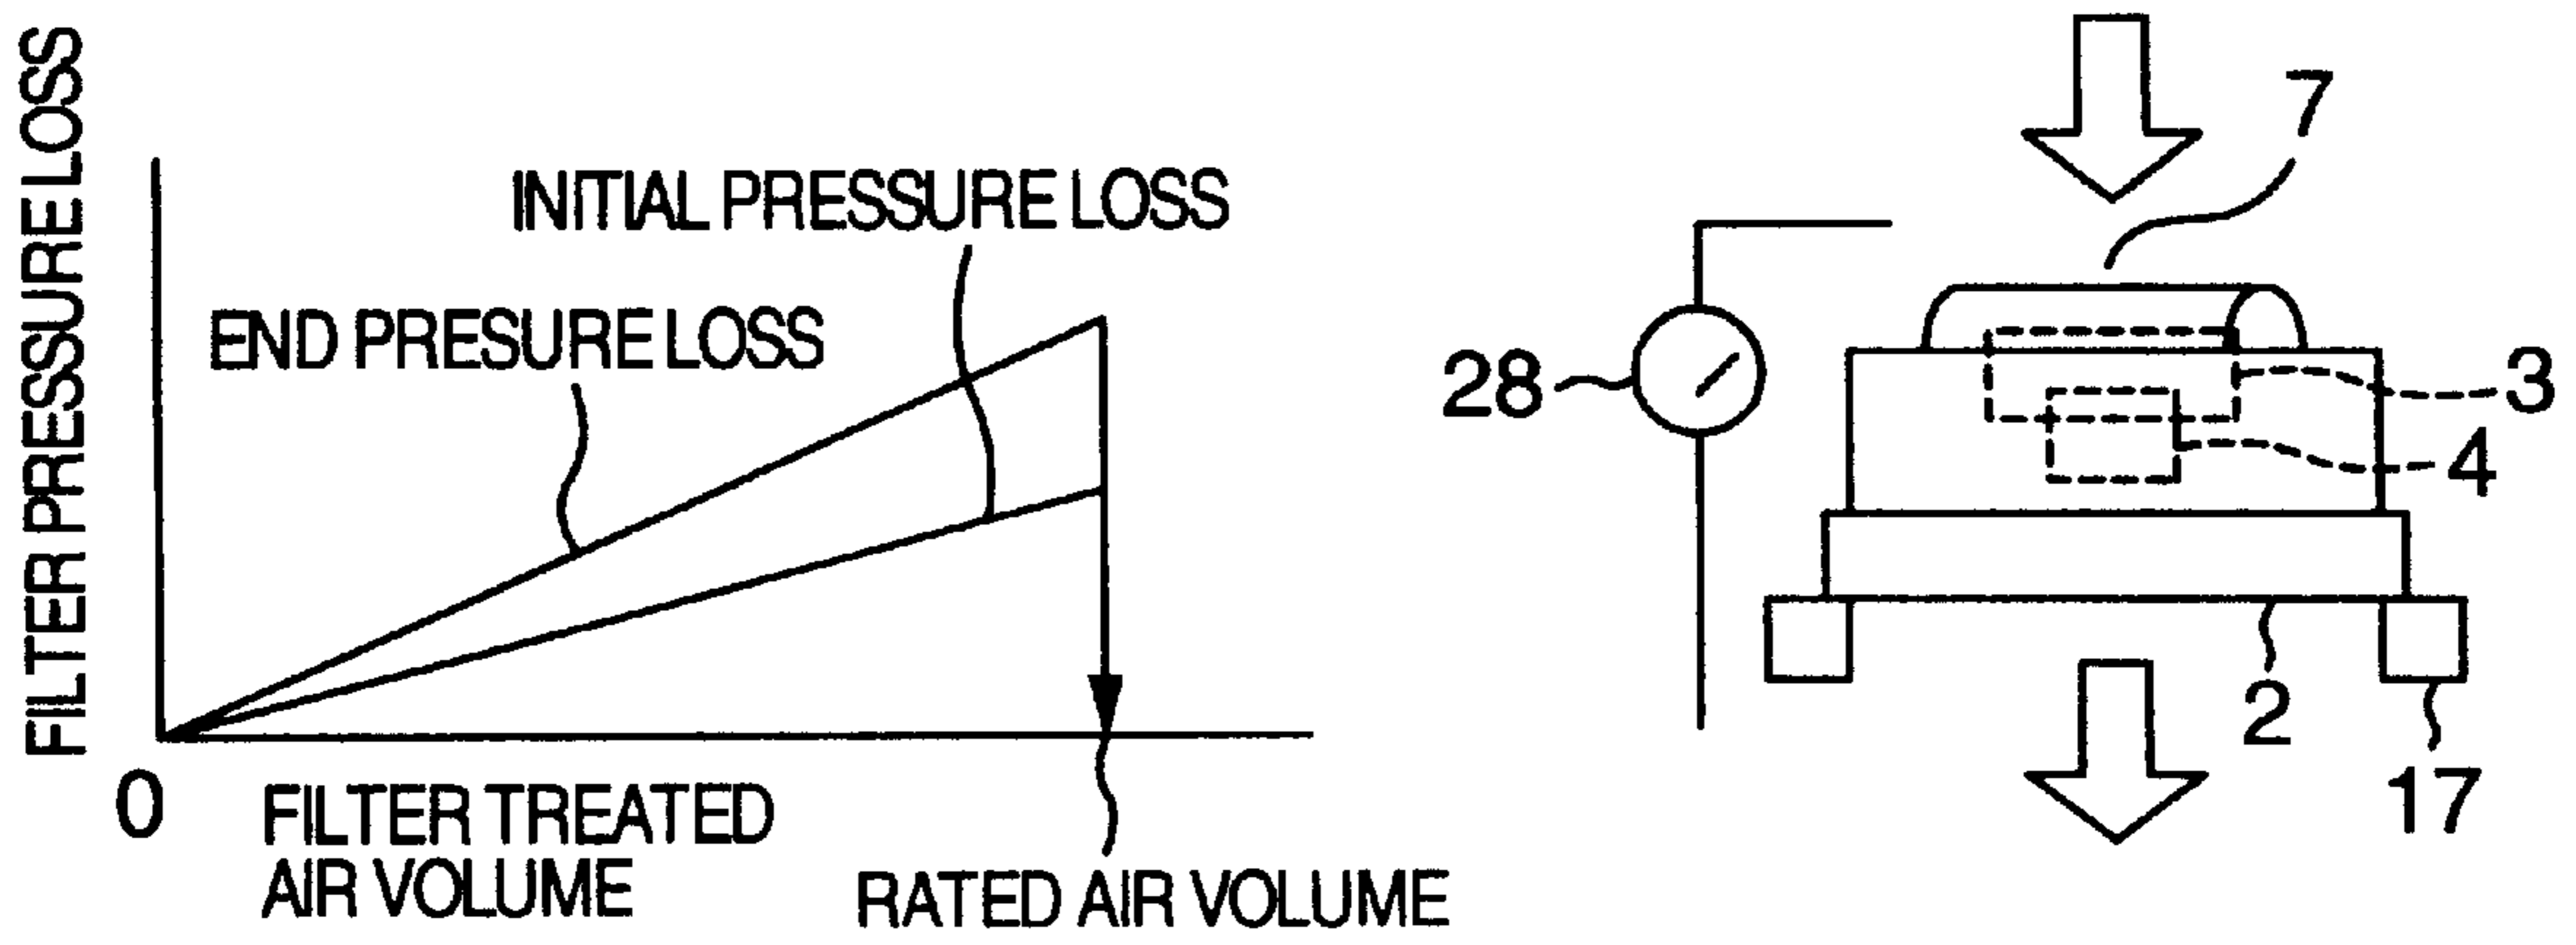 FILTER PRESSURE LOSS
INITIAL PRESSURE LOSS
END PRESURE LOSS
0
FILTER TREATED
AIR VOLUME
RATED AIR VOLUME
7
28
3
4
2
17